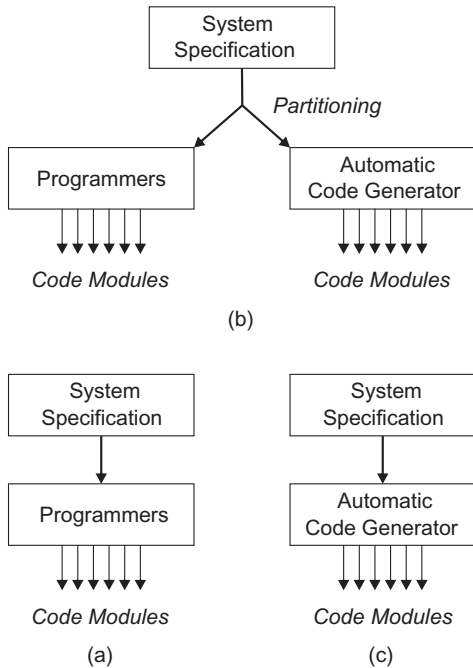 System
Specification
Partitioning
Programmers
Automatic
Code Generator
Code Modules
Code Modules
(b)
System
Specification
System
Specification
Programmers
Automatic
Code Generator
Code Modules
Code Modules
(a)
(c)